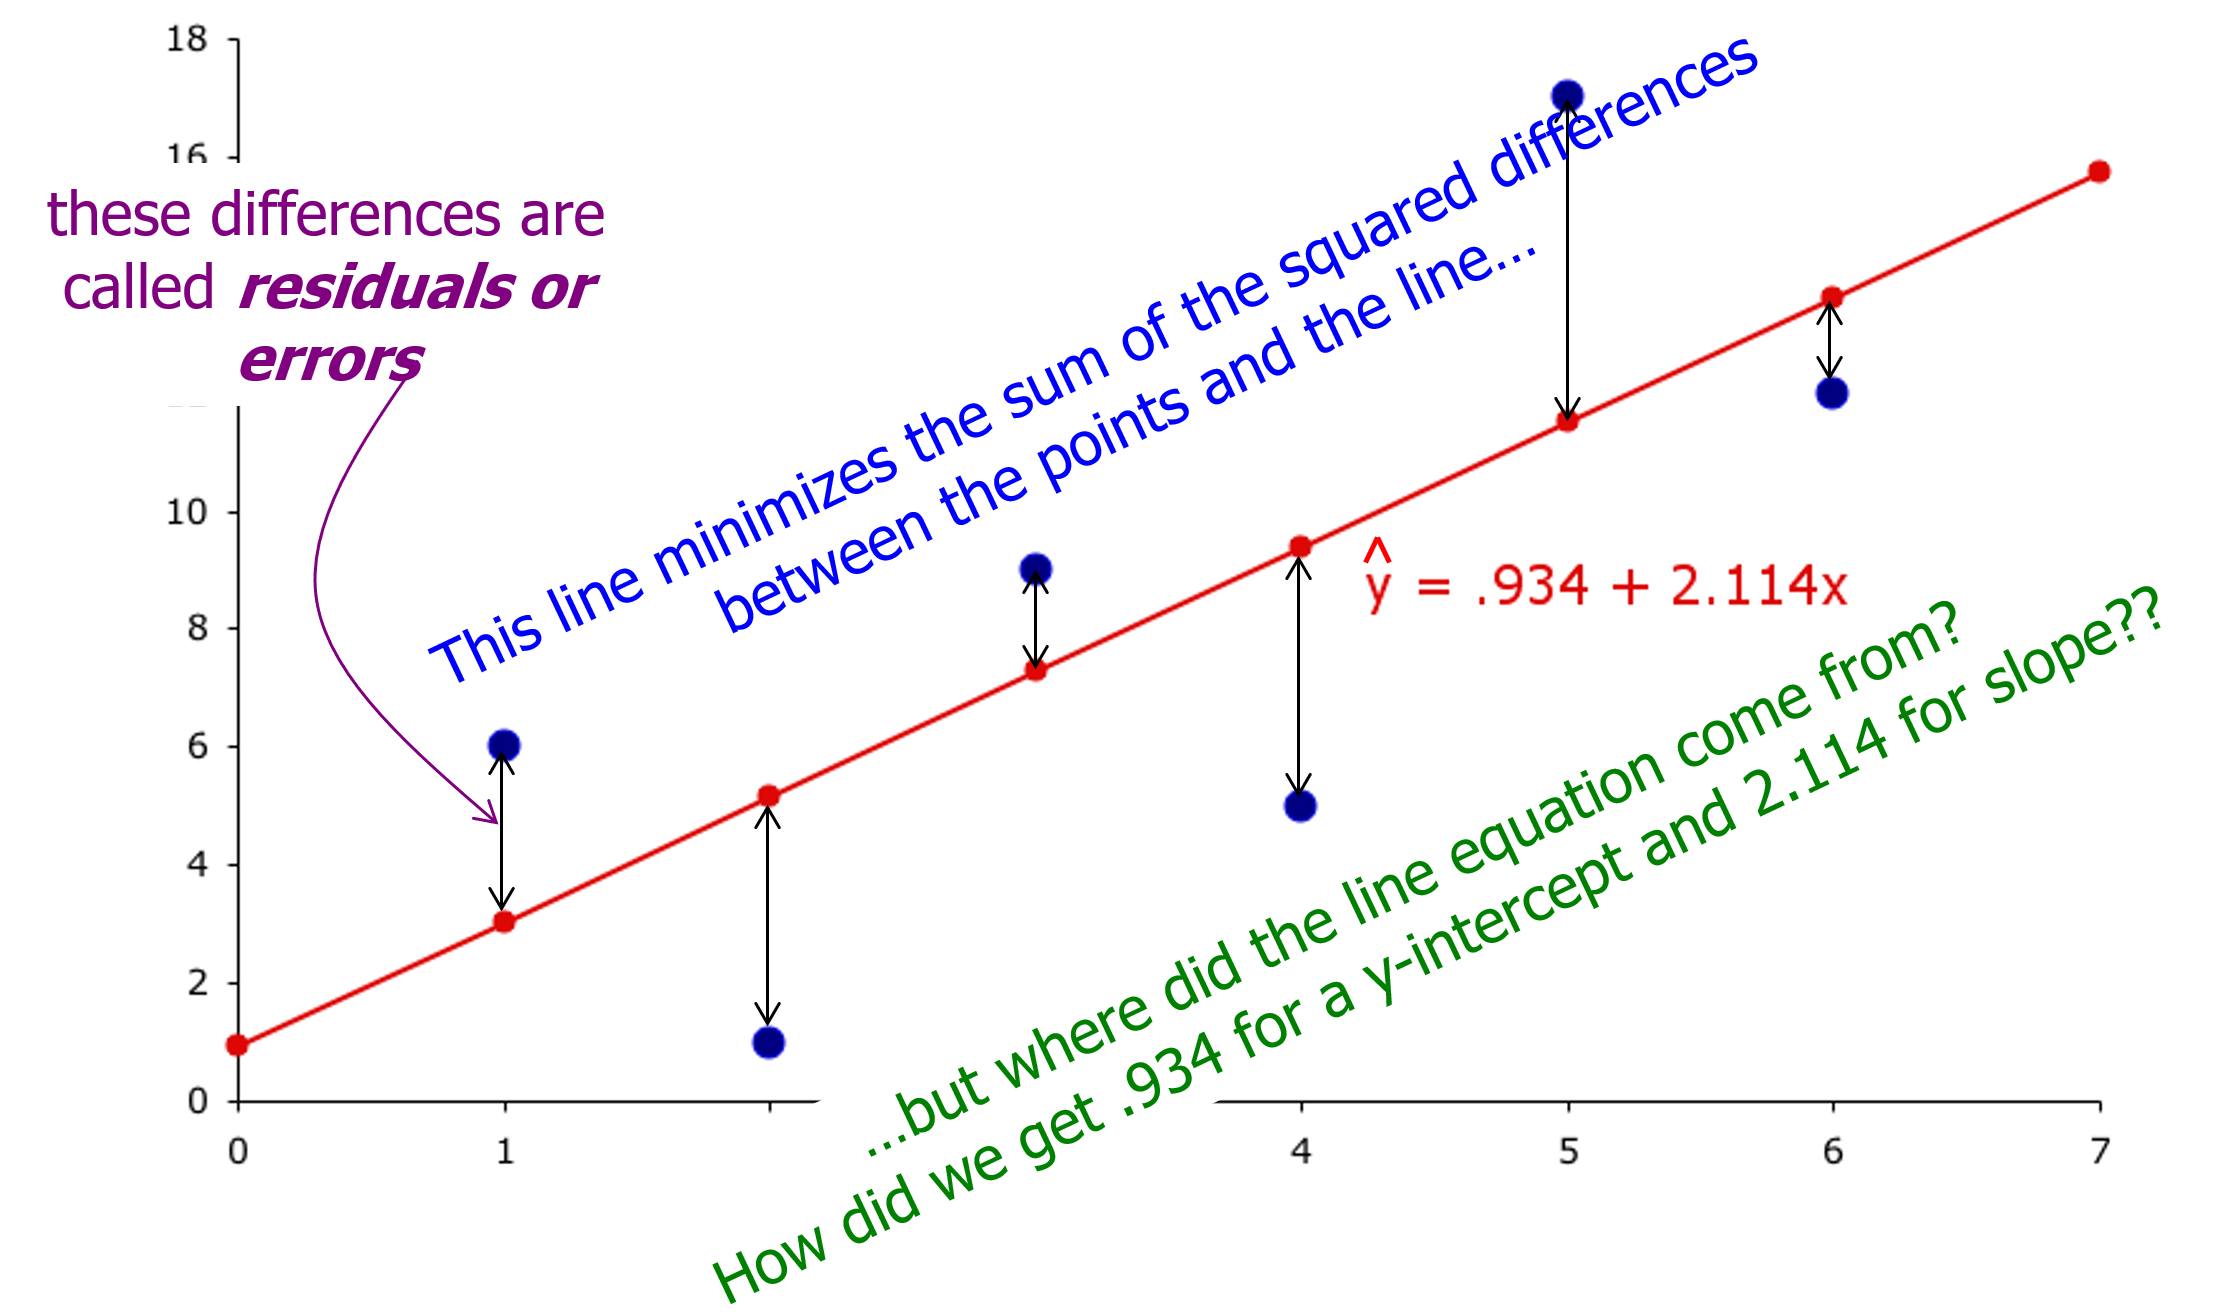 18
16
these differences are
called residuals or
errors
This line minimizes the sum of the squared differences
between the points and the line...
10
8
6
4
2
0
ŷ = .934 + 2.114x
...but where did the line equation come from?
How did we get .934 for a y-intercept and 2.114 for slope??
0 1 4 5 6 7